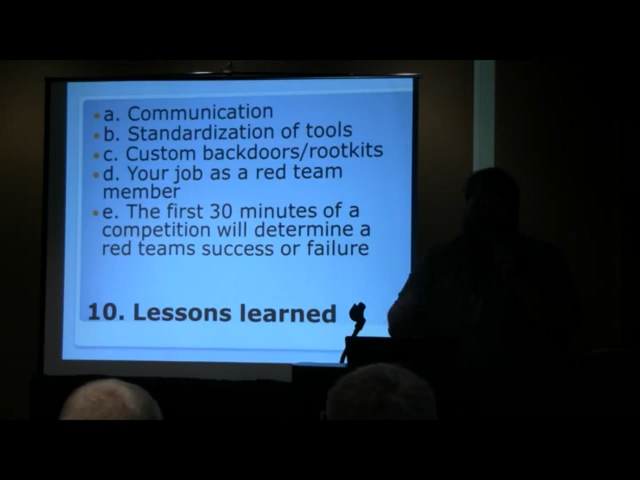 a. Communication
b. Standardization of tools
c. Custom backdoors/rootkits
d. Your job as a red team
member
e. The first 30 minutes of a
competition will determine a
red teams success or failure
10. Lessons learned